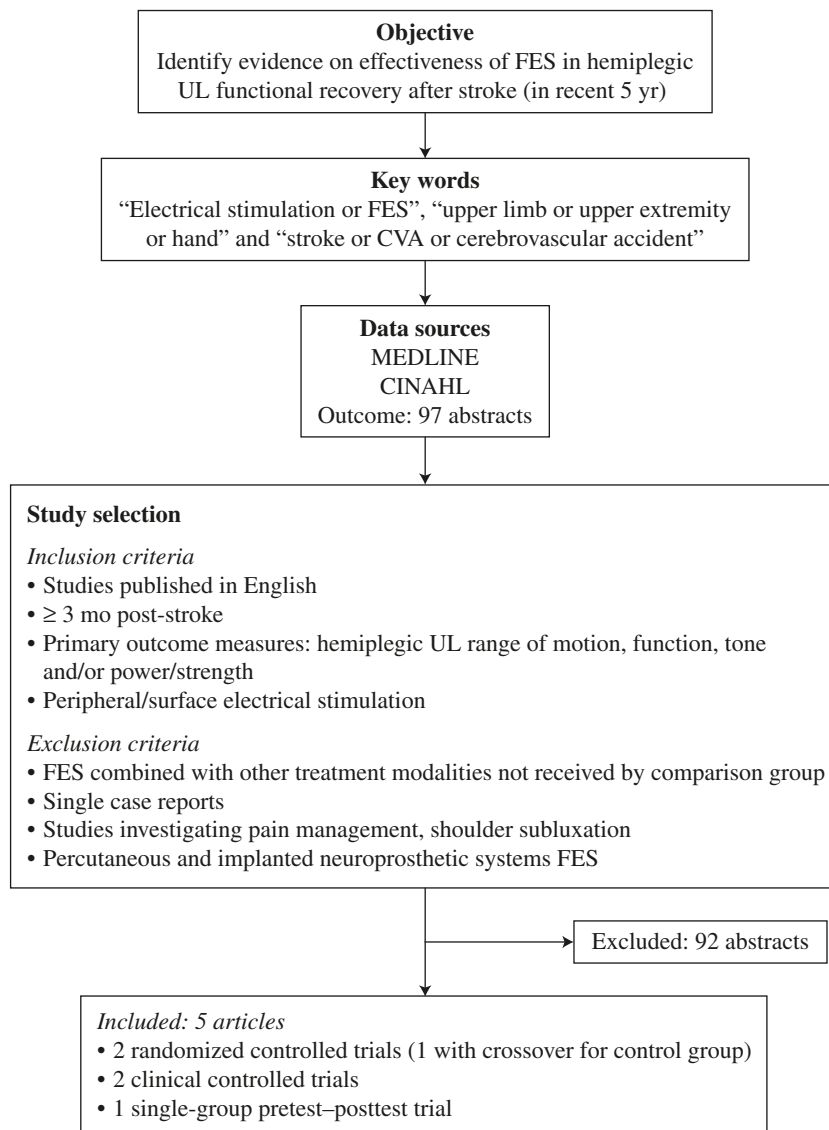 Objective
Identify evidence on effectiveness of FES in hemiplegic
UL functional recovery after stroke (in recent 5 yr)
Key words
“Electrical stimulation or FES”, “upper limb or upper extremity
or hand” and “stroke or CVA or cerebrovascular accident”
Data sources
MEDLINE
CINAHL
Outcome: 97 abstracts
Study selection
Inclusion criteria
• Studies published in English
• ≥ 3 mo post-stroke
• Primary outcome measures: hemiplegic UL range of motion, function, tone
and/or power/strength
• Peripheral/surface electrical stimulation
Exclusion criteria
• FES combined with other treatment modalities not received by comparison group
• Single case reports
• Studies investigating pain management, shoulder subluxation
• Percutaneous and implanted neuroprosthetic systems FES
Excluded: 92 abstracts
Included: 5 articles
• 2 randomized controlled trials (1 with crossover for control group)
• 2 clinical controlled trials
• 1 single-group pretest–posttest trial